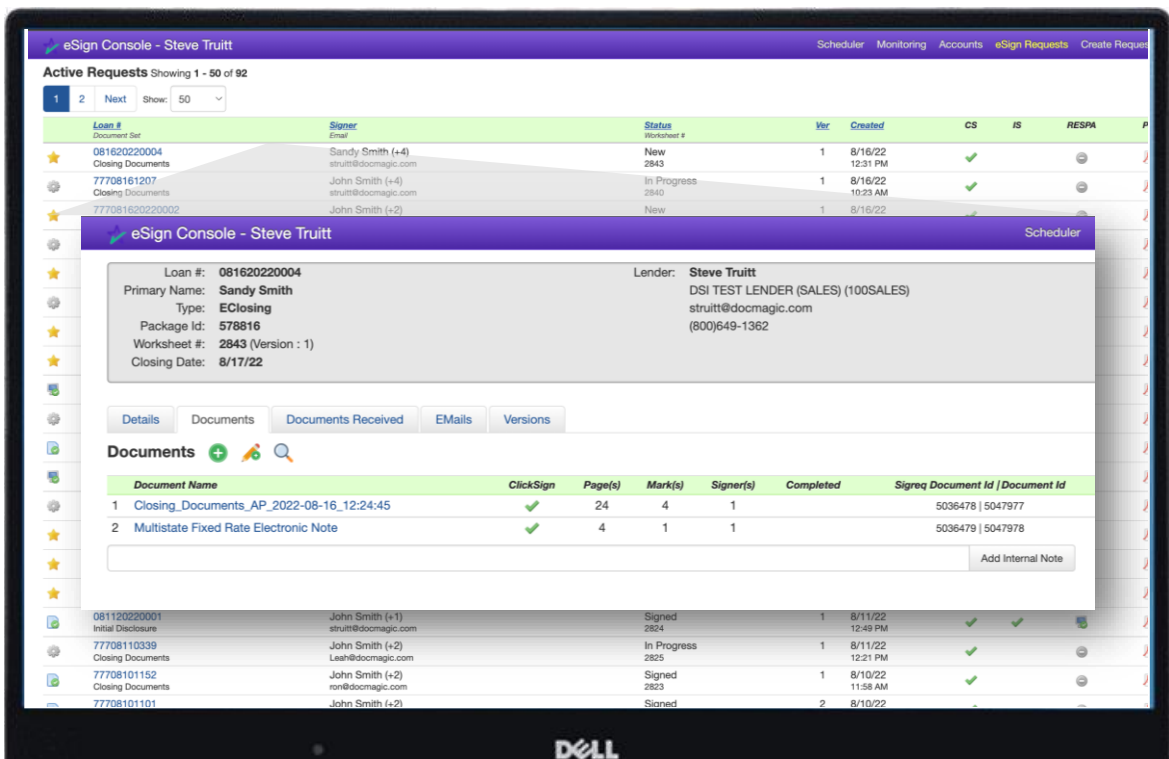 eSign Console - Steve Truitt
Scheduler Monitoring Accounts eSign Requests Create Reques
Active Requests Showing 1 - 50 of 92
1 2 Next Show: 50
Loan # Signer Status Ver Created CS IS RESPA P
Document Set Email Worksheet #
081620220004 Sandy Smith (+4) New 1 8/16/22
Closing Documents struitt@docmagic.com 2843 12:31 PM
77708161207 John Smith (+4) In Progress 1 8/16/22
Closing Documents struitt@docmagic.com 2840 10:23 AM
777081620220002 John Smith (+2) New 1 8/16/22
eSign Console - Steve Truitt Scheduler
Loan #: 081620220004 Lender: Steve Truitt
Primary Name: Sandy Smith DSI TEST LENDER (SALES) (100SALES)
Type: EClosing struitt@docmagic.com
Package Id: 578816 (800)649-1362
Worksheet #: 2843 (Version : 1)
Closing Date: 8/17/22
Details Documents Documents Received EMails Versions
Documents
Document Name ClickSign Page(s) Mark(s) Signer(s) Completed Sigreq Document Id | Document Id
1 Closing_Documents_AP_2022-08-16_12:24:45 24 4 1 5036478 | 5047977
2 Multistate Fixed Rate Electronic Note 4 1 1 5036479 | 5047978
Add Internal Note
081120220001 John Smith (+1) Signed 1 8/11/22
Initial Disclosure struitt@docmagic.com 2824 12:49 PM
77708110339 John Smith (+2) In Progress 1 8/11/22
Closing Documents Leah@docmagic.com 2825 12:21 PM
77708101152 John Smith (+2) Signed 1 8/10/22
Closing Documents ron@docmagic.com 2823 11:58 AM
77708101101 John Smith (+2) Signed 2 8/10/22
DELL